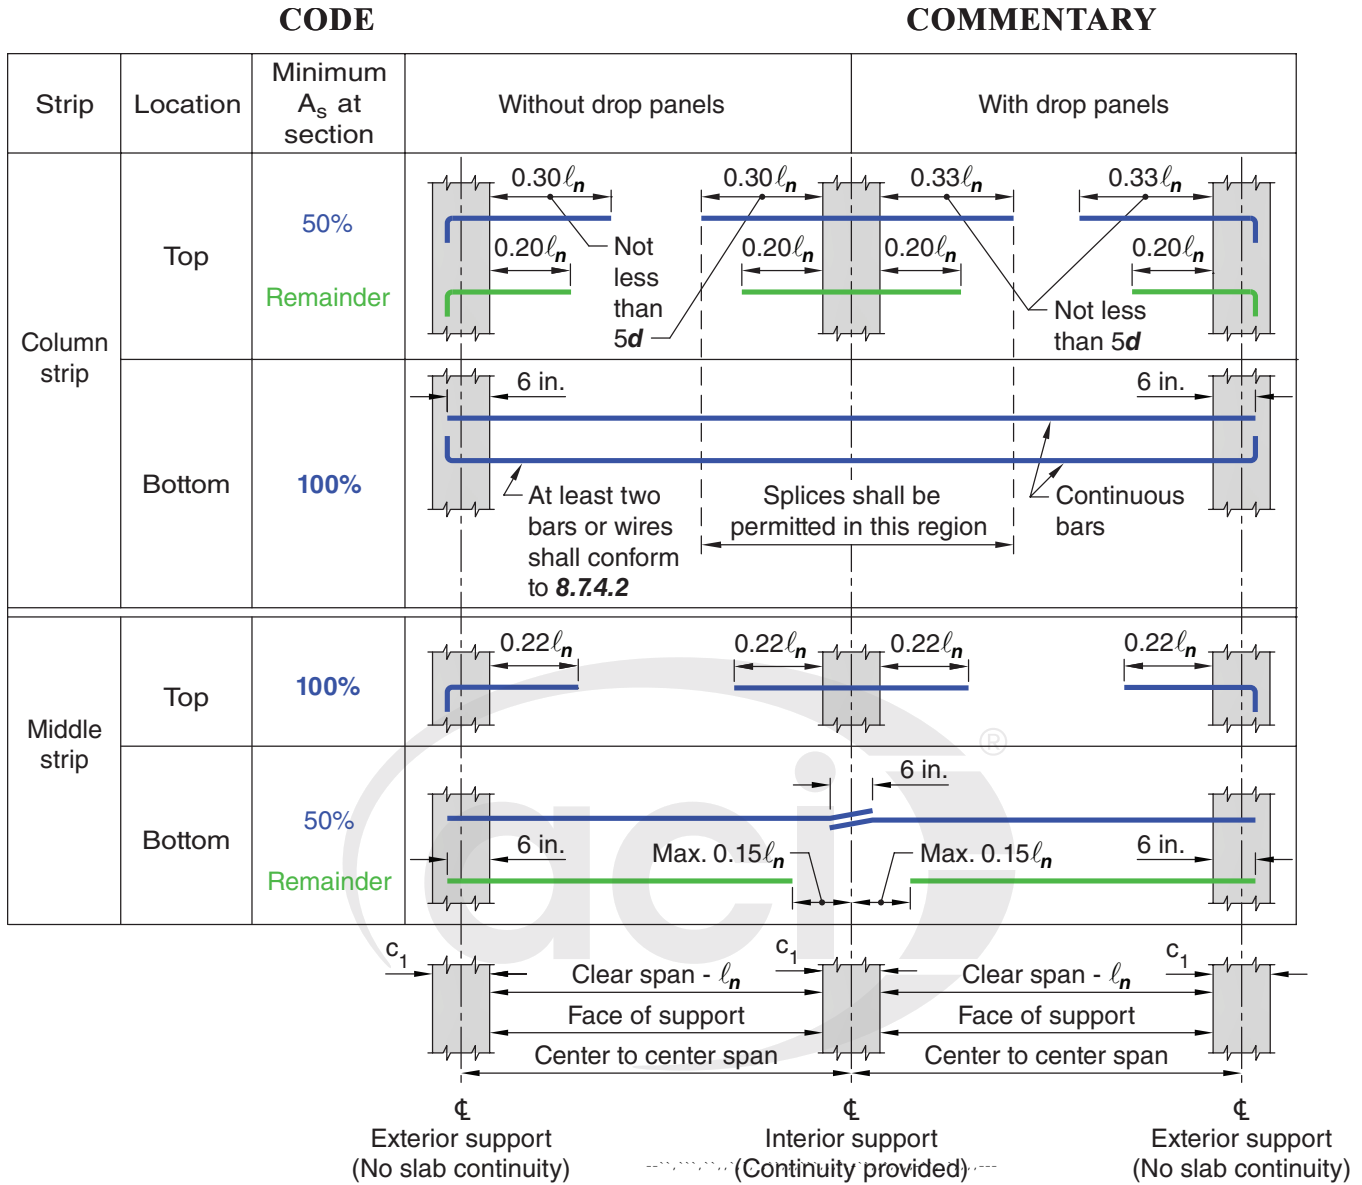 CODE
COMMENTARY
Strip
Location
Minimum
As at
section
Without drop panels
With drop panels
Column
strip
Top
50%
Remainder
0.30ℓn
0.30ℓn
0.33ℓn
0.33ℓn
0.20ℓn
0.20ℓn
0.20ℓn
0.20ℓn
Not
less
than
5d
Not less
than 5d
Bottom
100%
6 in.
6 in.
At least two
bars or wires
shall conform
to 8.7.4.2
Splices shall be
permitted in this region
Continuous
bars
Middle
strip
Top
100%
0.22ℓn
0.22ℓn
0.22ℓn
0.22ℓn
Bottom
50%
Remainder
6 in.
6 in.
Max. 0.15ℓn
Max. 0.15ℓn
6 in.
aci
®
c1
c1
c1
Clear span - ℓn
Clear span - ℓn
Face of support
Face of support
Center to center span
Center to center span
℄
℄
℄
Exterior support
(No slab continuity)
Interior support
(Continuity provided)
Exterior support
(No slab continuity)